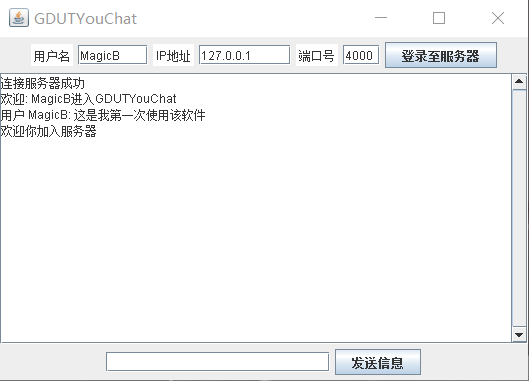 GDUTYouChat
用户名 MagicB IP地址 127.0.0.1 端口号 4000 登录至服务器
连接服务器成功
欢迎: MagicB进入GDUTYouChat
用户 MagicB: 这是我第一次使用该软件
欢迎你加入服务器
发送信息